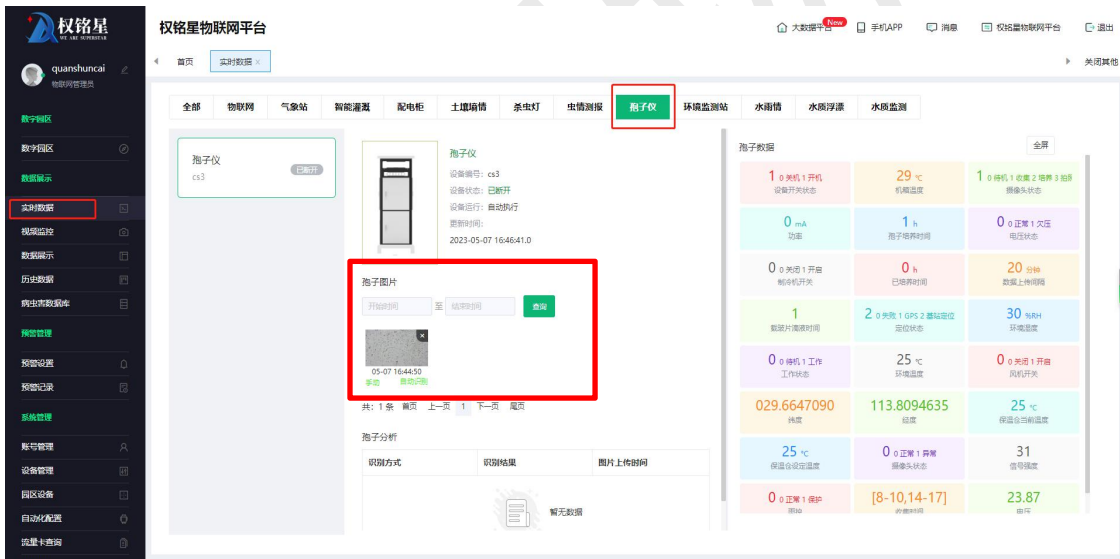 权铭星
WE ARE SUPERSTAR
权铭星物联网平台
大数据平台
New
手机APP
消息
权铭星物联网平台
退出
quanshuncai
物联网管理员
首页
实时数据 ×
关闭其他
数字园区
数字园区
数据展示
实时数据
视频监控
数据展示
历史数据
病虫害数据库
预警管理
预警设置
预警记录
系统管理
账号管理
设备管理
园区设备
自动化配置
流量卡查询
全部 物联网 气象站 智能灌溉 配电柜 土壤墒情 杀虫灯 虫情测报 孢子仪 环境监测站 水雨情 水质浮漂 水质监测
孢子仪
cs3
已断开
孢子仪
设备编号: cs3
设备状态: 已断开
设备运行: 自动执行
更新时间:
2023-05-07 16:46:41.0
孢子图片
开始时间 至 结束时间 查询
05-07 16:44:50
手动 自动识别
共: 1 条 首页 上一页 1 下一页 尾页
孢子分析
识别方式 识别结果 图片上传时间
暂无数据
孢子数据
全屏
1 0 关机 1 开机
设备开关状态
29 ℃
机箱温度
1 0 待机 1 收集 2 培养 3 拍
摄像头状态
0 mA
功率
1 h
孢子培养时间
0 0 正常 1 欠压
电压状态
0 0 关闭 1 开启
制冷机开关
0 h
已培养时间
20 分钟
数据上传间隔
1
载玻片滴液时间
2 0 失败 1 GPS 2 基站定位
定位状态
30 %RH
环境湿度
0 0 待机 1 工作
工作状态
25 ℃
环境温度
0 0 关闭 1 开启
风机开关
029.6647090
纬度
113.8094635
经度
25 ℃
保温仓当前温度
25 ℃
保温仓设定温度
0 0 正常 1 异常
摄像头状态
31
信号强度
0 0 正常 1 保护
雨控
[8-10,14-17]
收集时间
23.87
电压